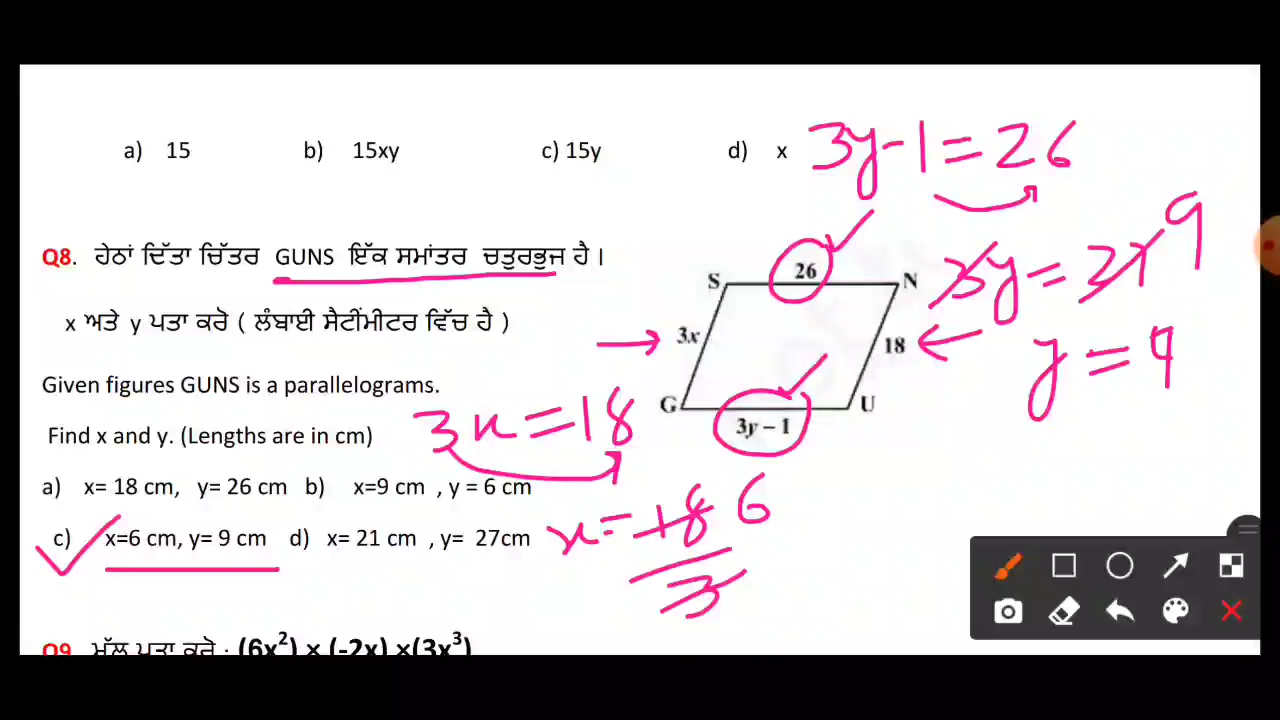 a) 15 b) 15xy c) 15y d) x
3y-1=26
Q8. ਹੇਠਾਂ ਦਿੱਤਾ ਚਿੱਤਰ GUNS ਇੱਕ ਸਮਾਂਤਰ ਚਤੁਰਭੁਜ ਹੈ।
S 26 N
3y=27 9
x ਅਤੇ y ਪਤਾ ਕਰੋ ( ਲੰਬਾਈ ਸੈਟੀਂਮੀਟਰ ਵਿੱਚ ਹੈ )
3x 18
y=9
Given figures GUNS is a parallelograms.
G U
3x=18
3y – 1
Find x and y. (Lengths are in cm)
a) x= 18 cm, y= 26 cm b) x=9 cm , y = 6 cm
x=18 6
3
c) x=6 cm, y= 9 cm d) x= 21 cm , y= 27cm
Q9 ਮੁੱਲ ਪਤਾ ਕਰੋ : (6x²) × (-2x) ×(3x³)